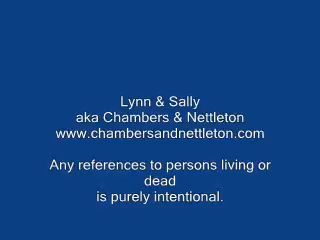 Lynn & Sally
aka Chambers & Nettleton
www.chambersandnettleton.com
Any references to persons living or
dead
is purely intentional.